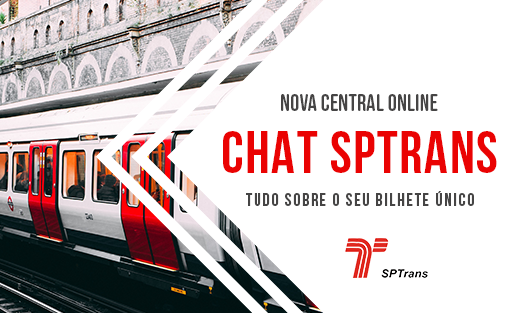 NOVA CENTRAL ONLINE
CHAT SPTRANS
TUDO SOBRE O SEU BILHETE ÚNICO
SPTrans